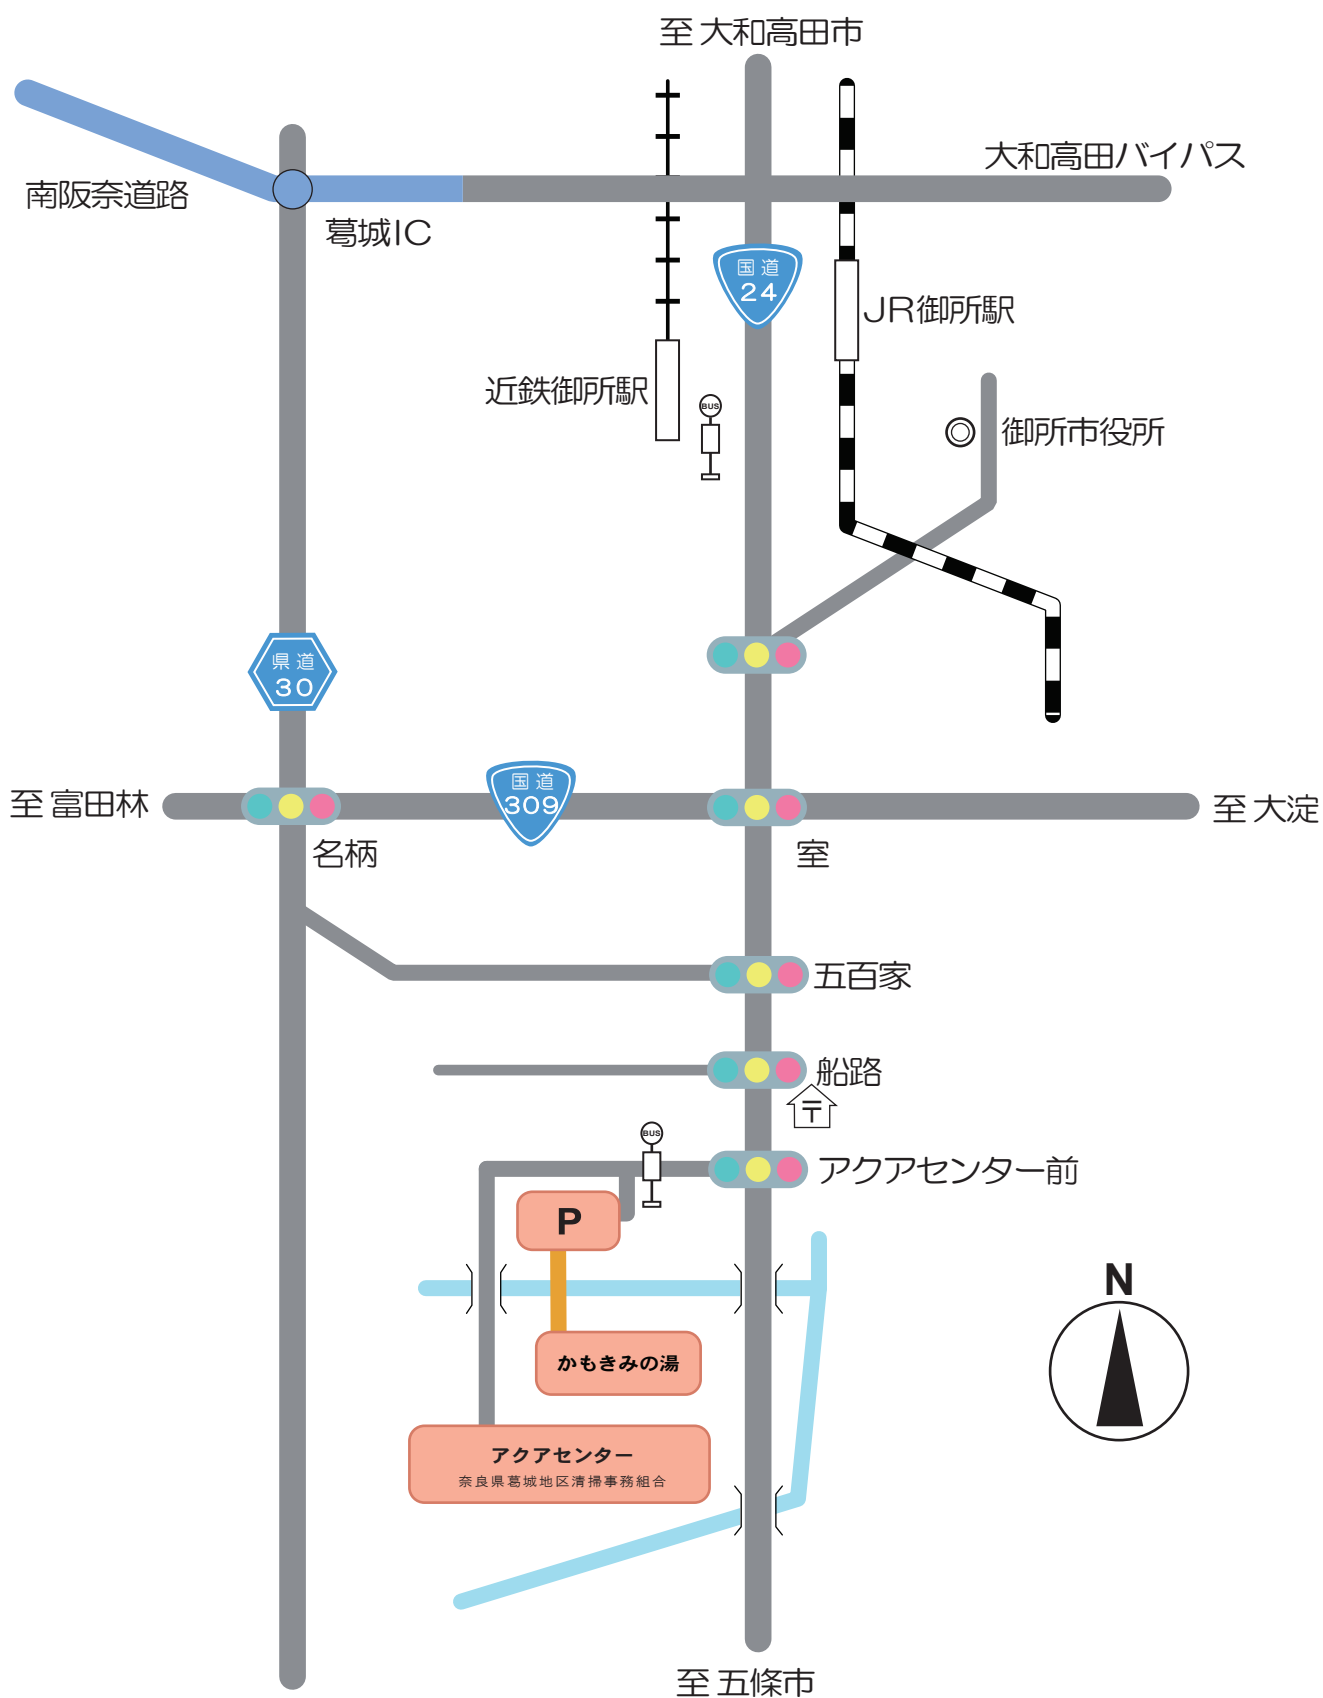 至 大和高田市
大和高田バイパス
南阪奈道路
葛城IC
国道
24
JR御所駅
近鉄御所駅
BUS
御所市役所
県道
30
国道
309
至 富田林
至 大淀
名柄
室
五百家
船路
〒
BUS
アクアセンター前
P
N
かもきみの湯
アクアセンター
奈良県葛城地区清掃事務組合
至 五條市